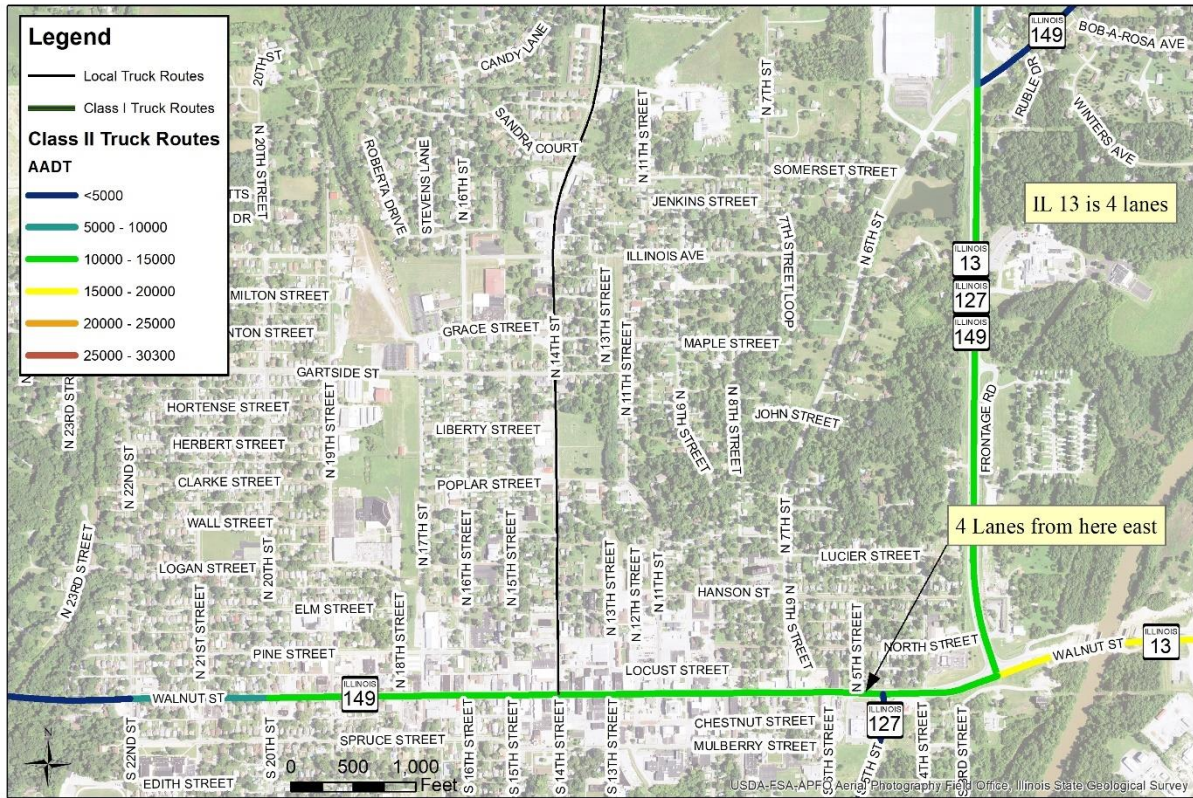 Legend
Local Truck Routes
Class I Truck Routes
Class II Truck Routes
AADT
<5000
5000 - 10000
10000 - 15000
15000 - 20000
20000 - 25000
25000 - 30300
20TH ST
CANDY LANE
N 7TH ST
ILLINOIS
149
BOB-A-ROSA AVE
RUBLE DR
WINTERS AVE
N 20TH STREET
ROBERTA DRIVE
STEVENS LANE
N 16TH ST
SANDRA COURT
N 11TH STREET
SOMERSET STREET
JENKINS STREET
IL 13 is 4 lanes
TTS
DR
7TH STREET LOOP
N 6TH ST
ILLINOIS AVE
ILLINOIS
13
ILLINOIS
127
ILLINOIS
149
MILTON STREET
NTON STREET
GRACE STREET
N 14TH ST
N 13TH STREET
N 11TH STREET
MAPLE STREET
GARTSIDE ST
N 23RD STR
HORTENSE STREET
N 19TH STREET
N 9TH STREET
N 8TH STREET
JOHN STREET
FRONTAGE RD
HERBERT STREET
LIBERTY STREET
N 22ND ST
CLARKE STREET
POPLAR STREET
WALL STREET
N 17TH ST
N 16TH STREET
N 15TH STREET
N 7TH ST
4 Lanes from here east
N 23RD STREET
LOGAN STREET
N 20TH ST
N 13TH STREET
N 12TH STREET
N 11TH ST
LUCIER STREET
HANSON ST
N 21ST STREET
ELM STREET
N 18TH STREET
N 6TH STREET
N 5TH STREET
NORTH STREET
PINE STREET
LOCUST STREET
WALNUT ST
ILLINOIS
13
WALNUT ST
ILLINOIS
149
ILLINOIS
127
S 22ND ST
S 20TH ST
SPRUCE STREET
S 16TH STREET
S 15TH STREET
S 14TH STREET
S 13TH STREET
CHESTNUT STREET
MULBERRY STREET
S 4TH STREET
S 3RD STREET
EDITH STREET
N
0 500 1,000
Feet
USDA-FSA-APFO Aerial Photography Field Office, Illinois State Geological Survey